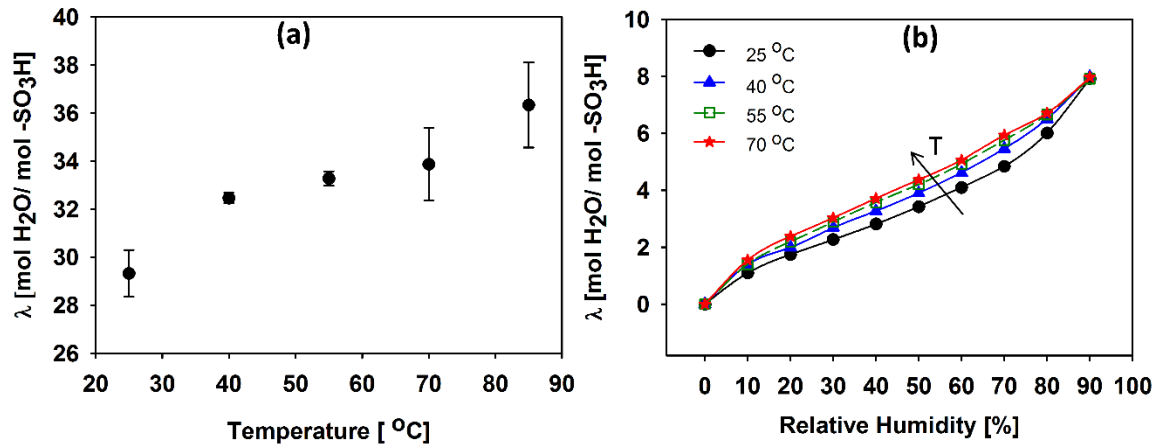 (a)
40
38
36
34
32
30
28
26
20 30 40 50 60 70 80 90
λ [mol H2O/ mol -SO3H]
Temperature [ oC]
(b)
10
8
6
4
2
0
0 10 20 30 40 50 60 70 80 90 100
λ [mol H2O/ mol -SO3H]
Relative Humidity [%]
25 oC
40 oC
55 oC
70 oC
T